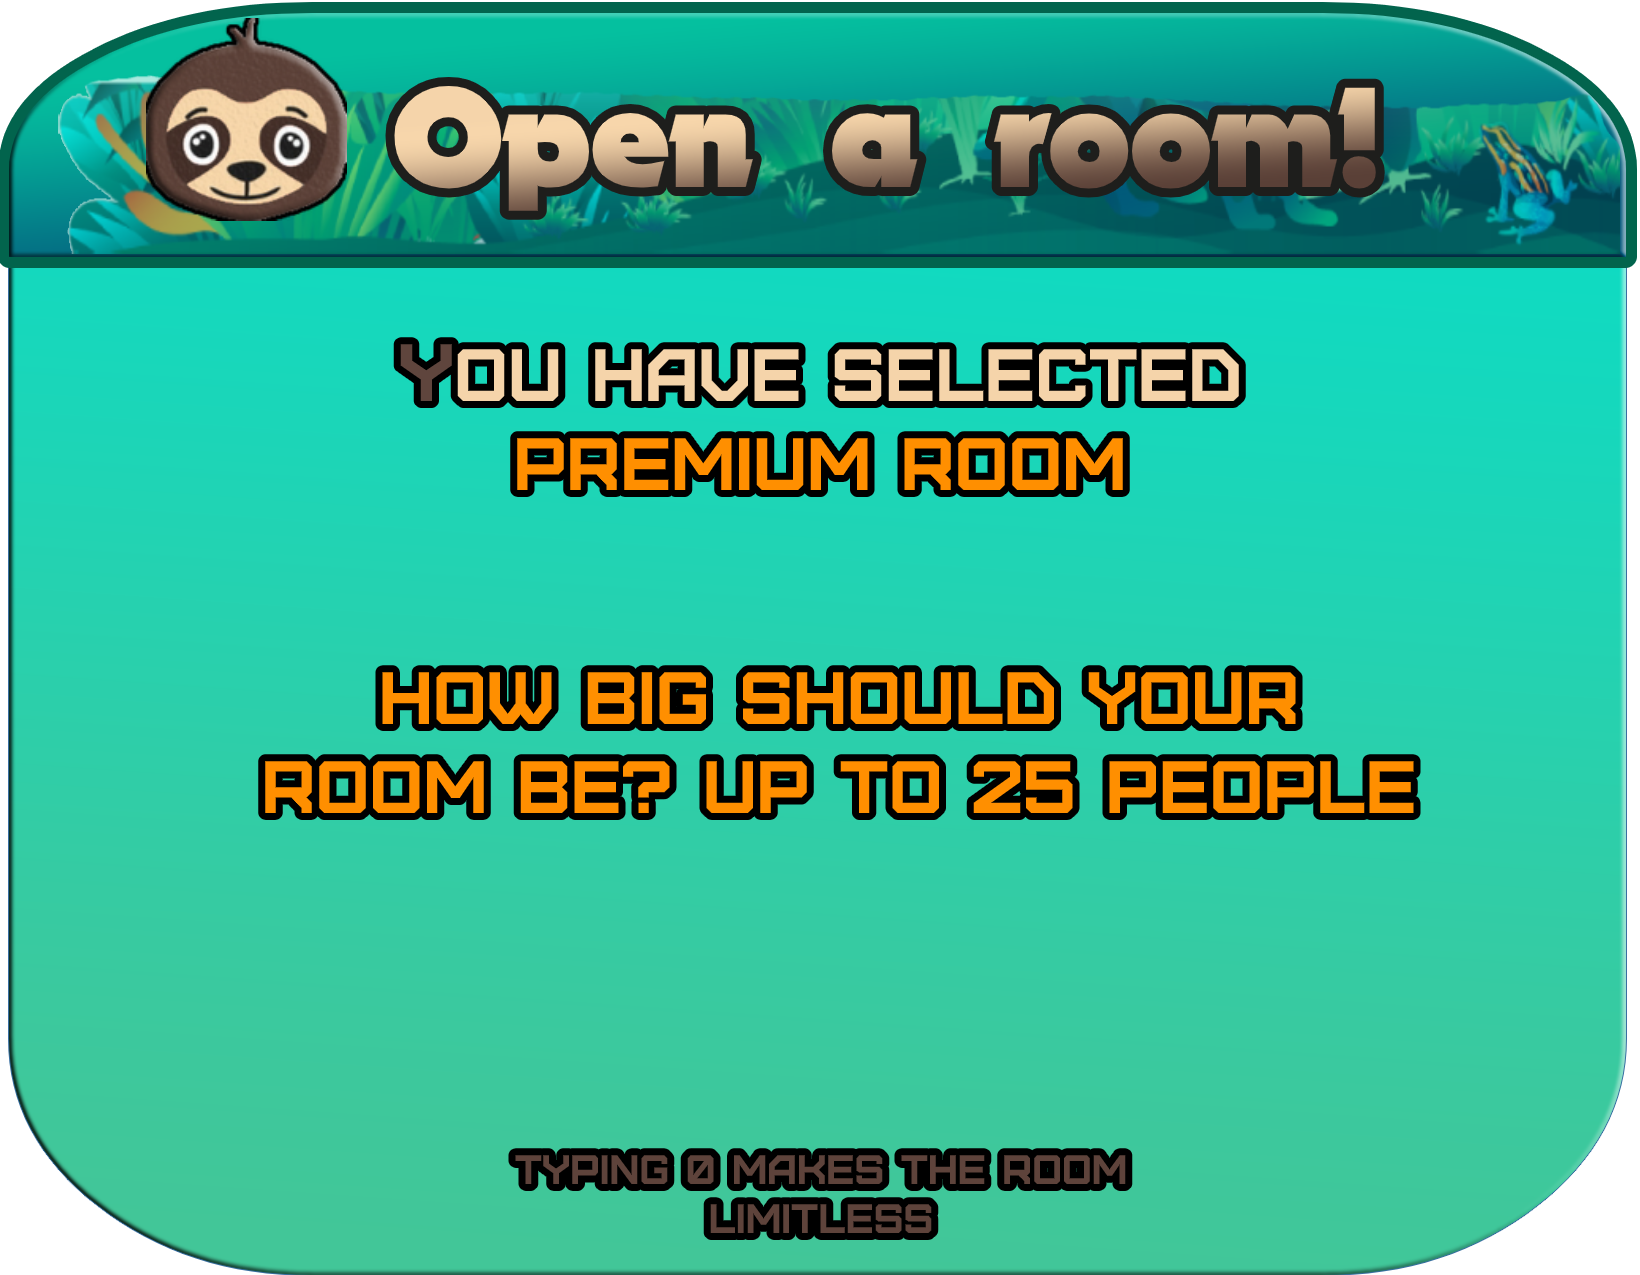 Open a room!
YOU HAVE SELECTED
PREMIUM ROOM
HOW BIG SHOULD YOUR
ROOM BE? UP TO 25 PEOPLE
TYPING 0 MAKES THE ROOM
LIMITLESS